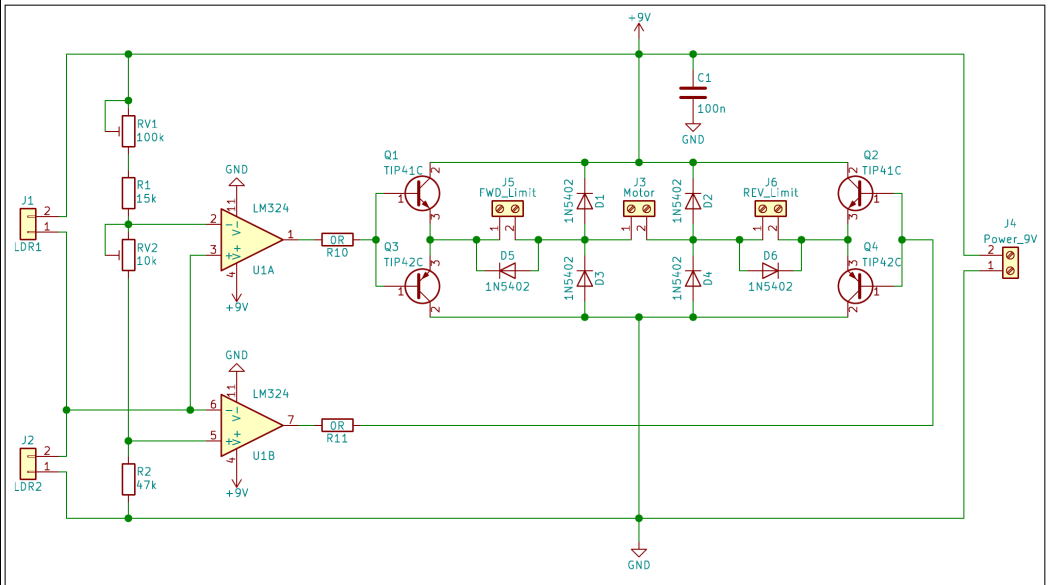 +9V
C1
100n
GND
RV1
100k
R1
15k
RV2
10k
J1
2
1
LDR1
GND
11
LM324
2
3
1
V-
V+
-
+
4
U1A
+9V
0R
R10
Q1
TIP41C
2
1
3
Q3
TIP42C
3
1
2
J5
FWD_Limit
1
2
D5
1N5402
1N5402
D1
1N5402
D3
J3
Motor
1
2
1N5402
D2
1N5402
D4
J6
REV_Limit
1
2
D6
1N5402
Q2
TIP41C
2
1
3
Q4
TIP42C
3
1
2
J4
Power_9V
2
1
GND
11
LM324
6
5
7
V-
V+
-
+
4
U1B
+9V
0R
R11
J2
2
1
LDR2
R2
47k
GND